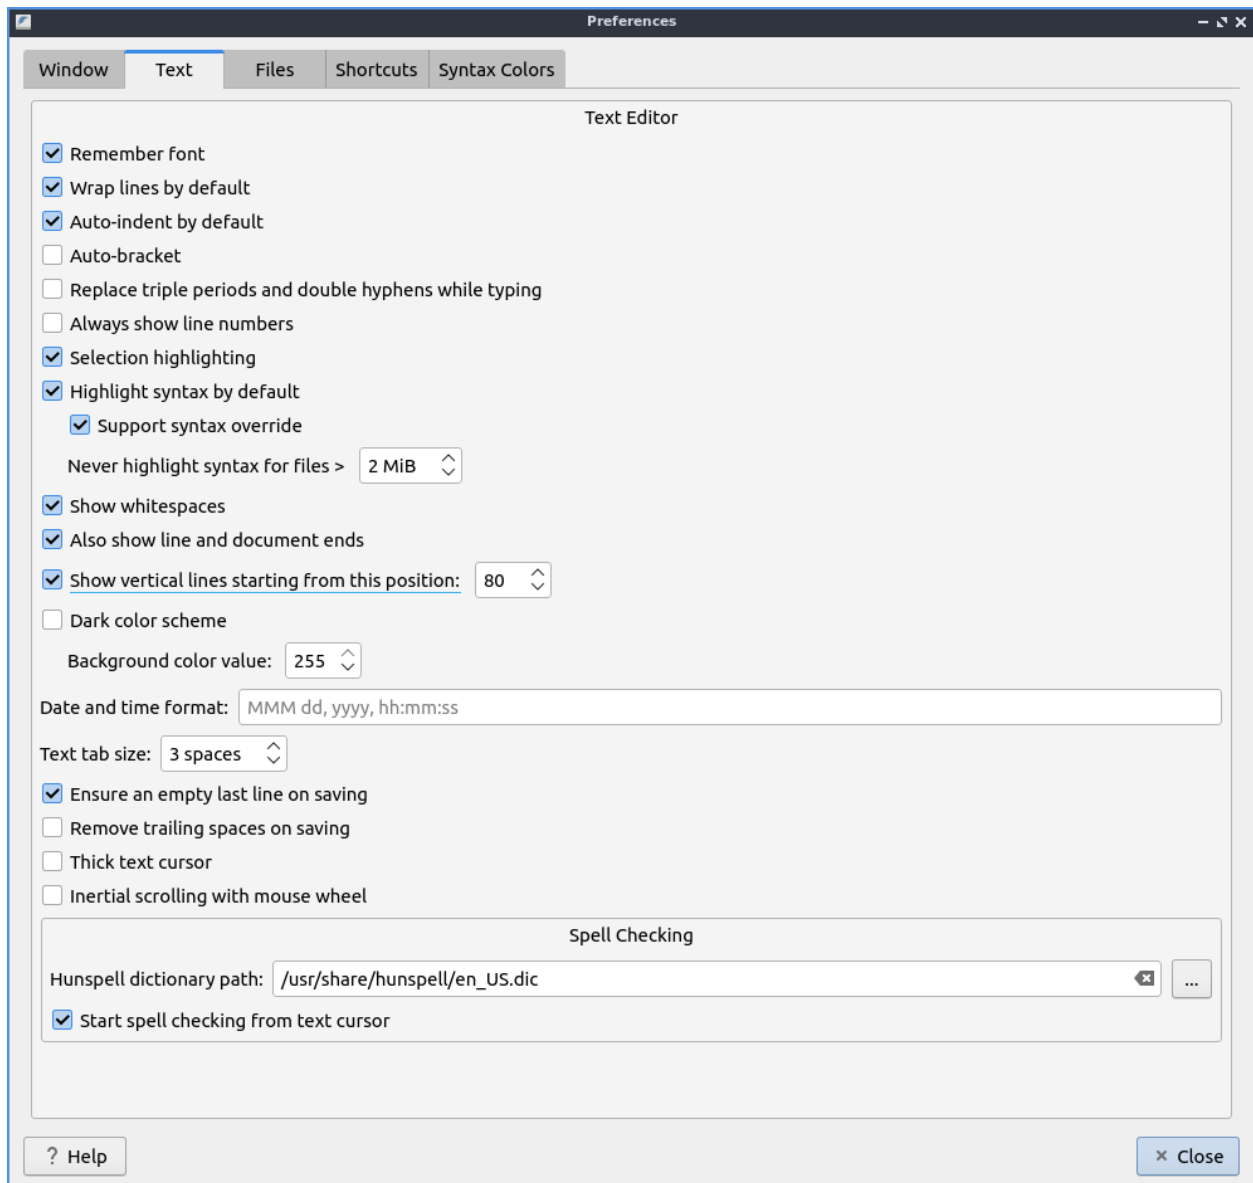 Preferences
Window Text Files Shortcuts Syntax Colors
Text Editor
Remember font
Wrap lines by default
Auto-indent by default
Auto-bracket
Replace triple periods and double hyphens while typing
Always show line numbers
Selection highlighting
Highlight syntax by default
Support syntax override
Never highlight syntax for files > 2 MiB
Show whitespaces
Also show line and document ends
Show vertical lines starting from this position: 80
Dark color scheme
Background color value: 255
Date and time format: MMM dd, yyyy, hh:mm:ss
Text tab size: 3 spaces
Ensure an empty last line on saving
Remove trailing spaces on saving
Thick text cursor
Inertial scrolling with mouse wheel
Spell Checking
Hunspell dictionary path: /usr/share/hunspell/en_US.dic ...
Start spell checking from text cursor
? Help × Close